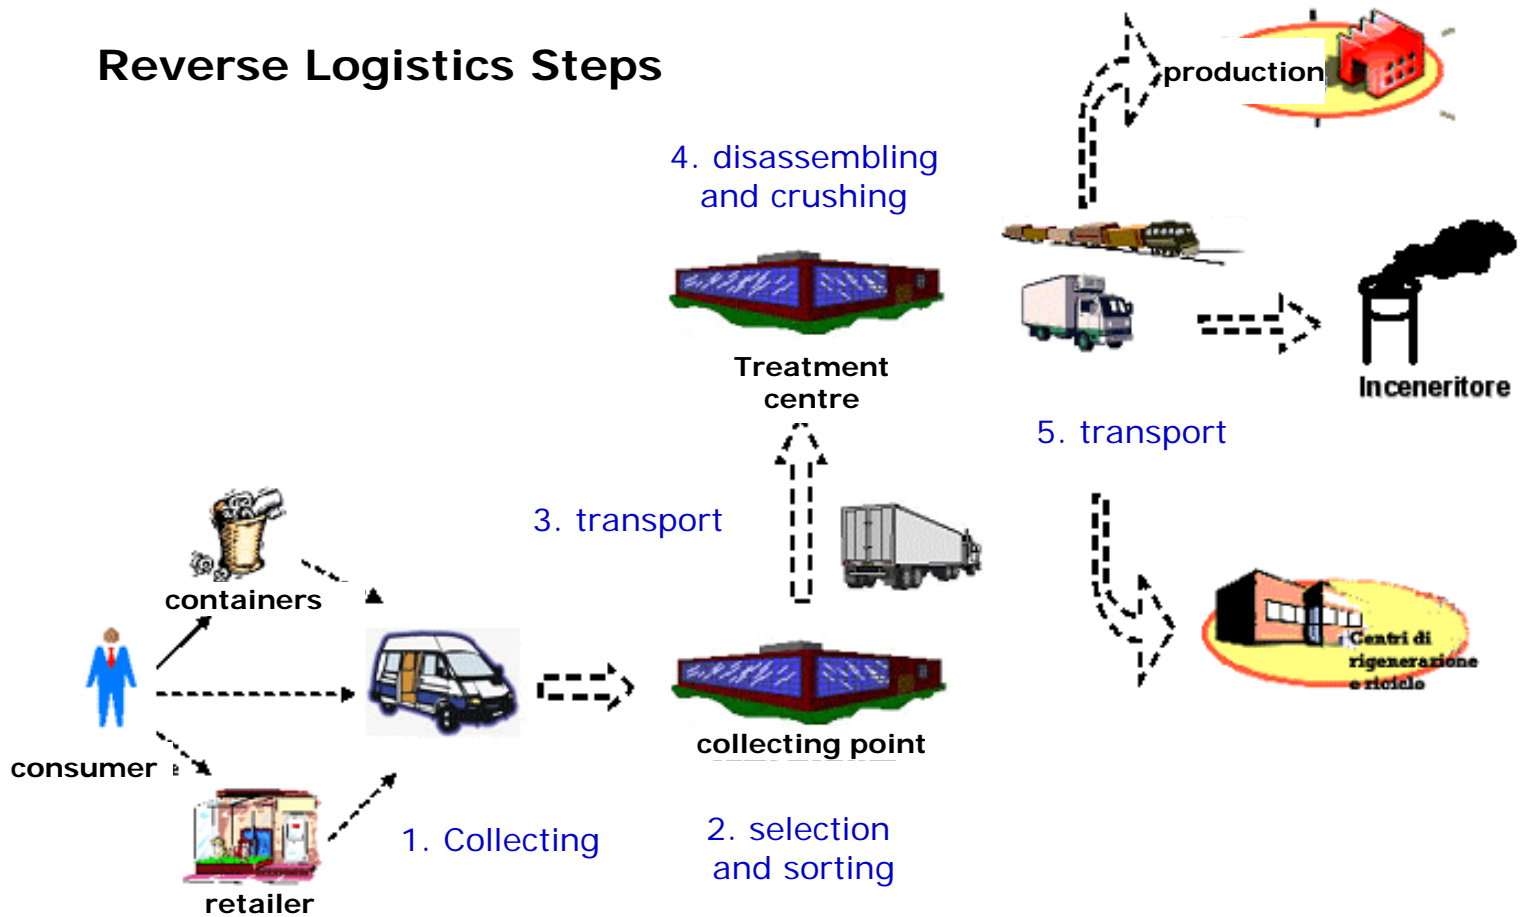 Reverse Logistics Steps
production
4. disassembling
and crushing
Treatment
centre
Inceneritore
5. transport
3. transport
containers
Centri di
rigenerazione
e riciclo
collecting point
consumer
1. Collecting
2. selection
and sorting
retailer